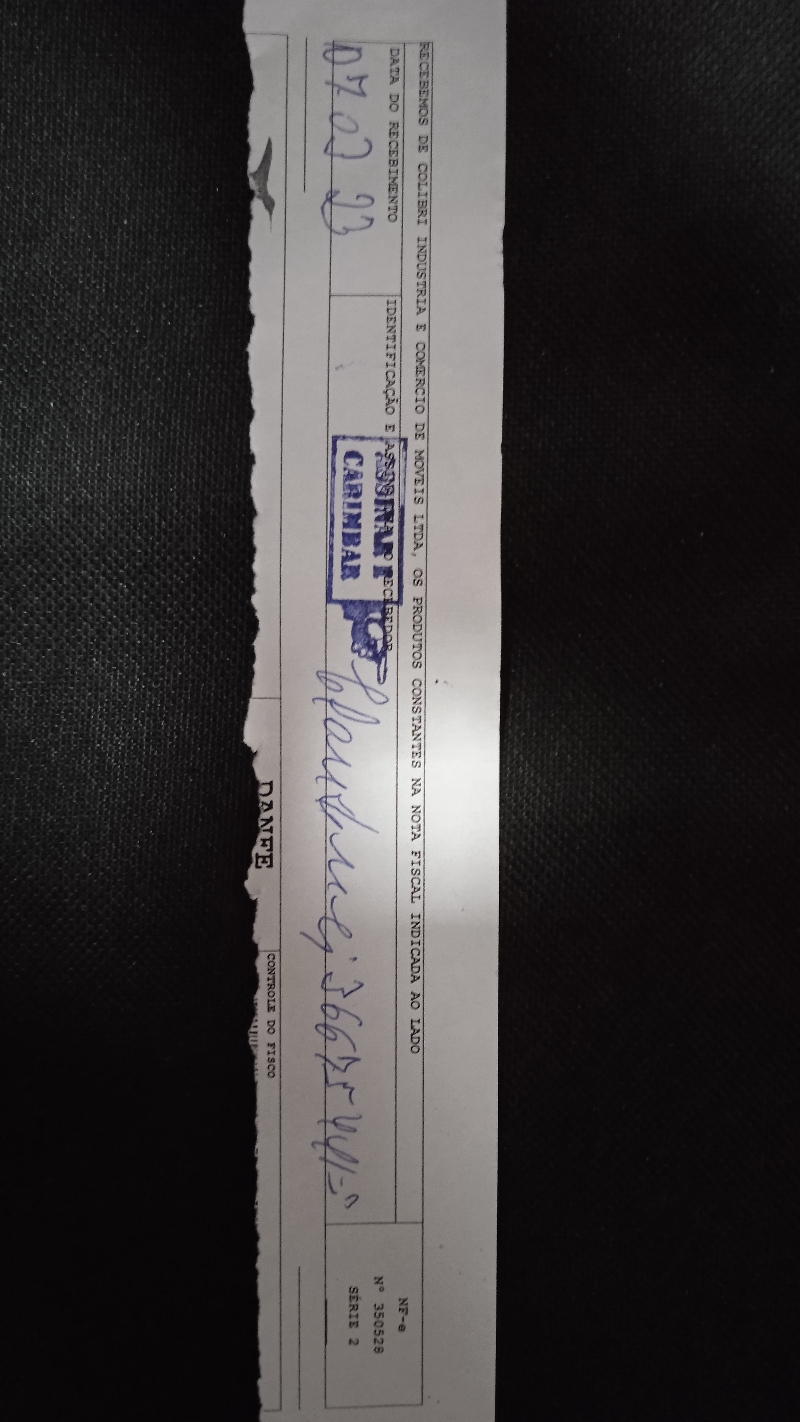 RECEBEMOS DE COLIBRI INDUSTRIA E COMERCIO DE MOVEIS LTDA, OS PRODUTOS CONSTANTES NA NOTA FISCAL INDICADA AO LADO
DATA DO RECEBIMENTO
07 03 23
IDENTIFICAÇÃO E ASSINATURA DO RECEBEDOR
ASSINAR E
CARIMBAR
NF-e
Nº 350528
SÉRIE 2
DANFE
CONTROLE DO FISCO